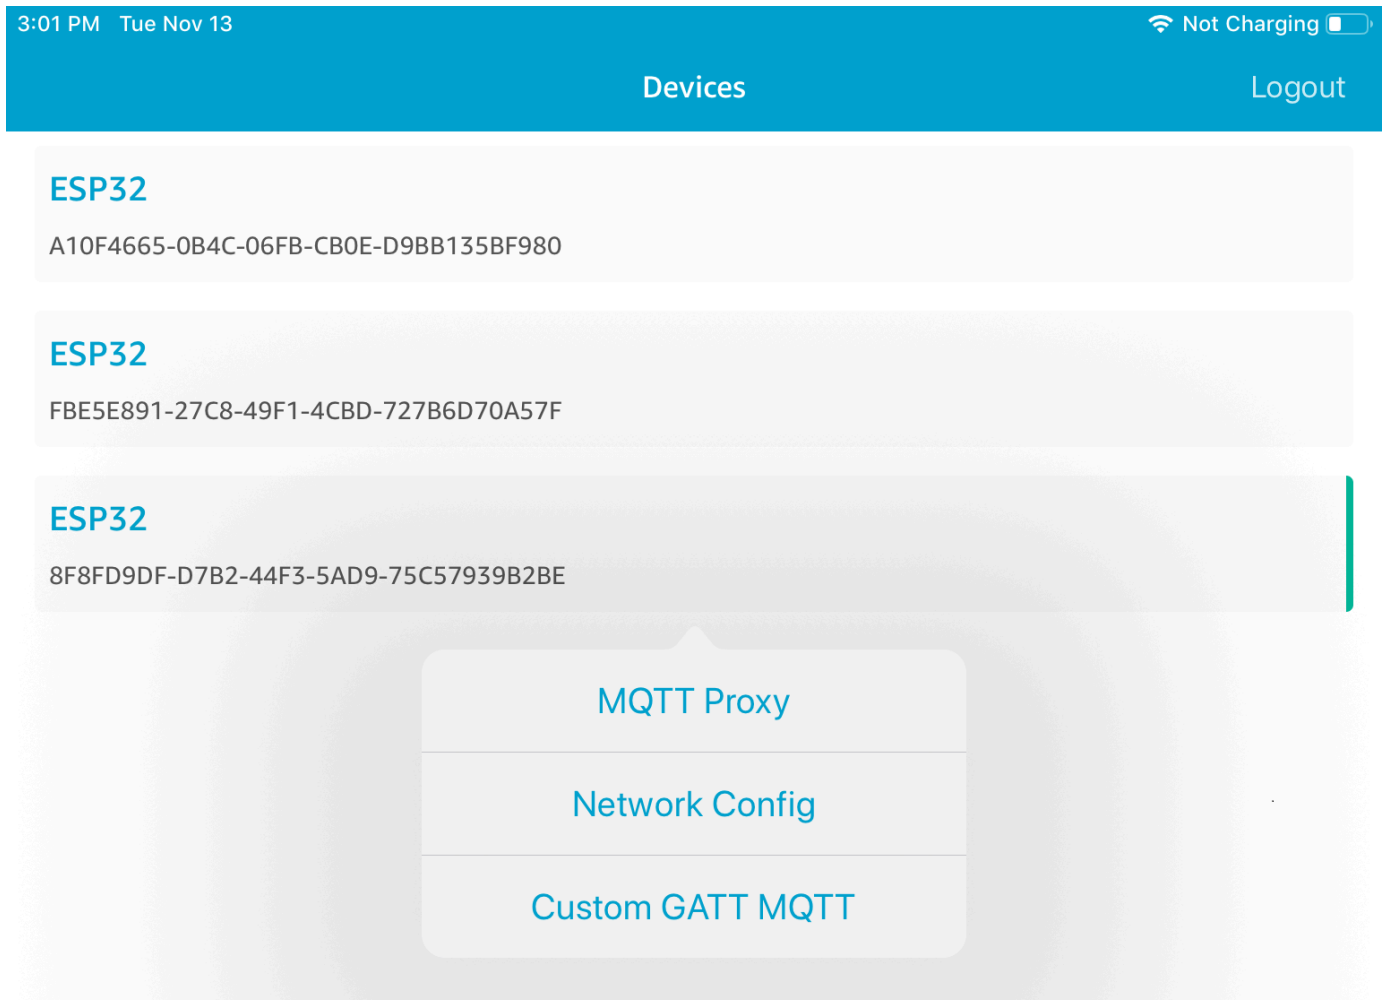 3:01 PM Tue Nov 13 Not Charging
Devices Logout
ESP32
A10F4665-0B4C-06FB-CB0E-D9BB135BF980
ESP32
FBE5E891-27C8-49F1-4CBD-727B6D70A57F
ESP32
8F8FD9DF-D7B2-44F3-5AD9-75C57939B2BE
MQTT Proxy
Network Config
Custom GATT MQTT